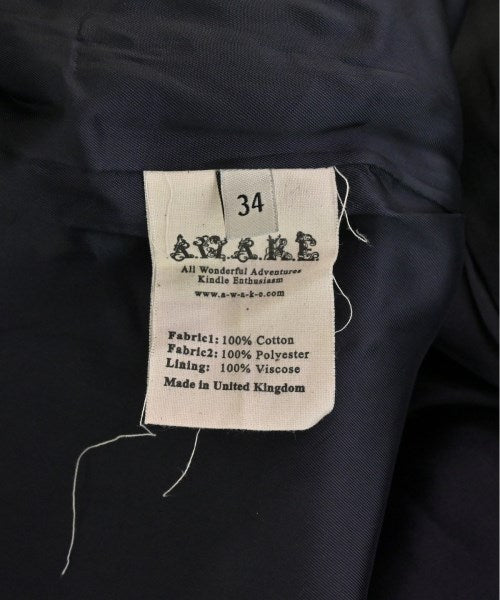 34
A.W.A.K.E
All Wonderful Adventures
Kindle Enthusiasm
www.a-w-a-k-e.com
Fabric1: 100% Cotton
Fabric2: 100% Polyester
Lining: 100% Viscose
Made in United Kingdom